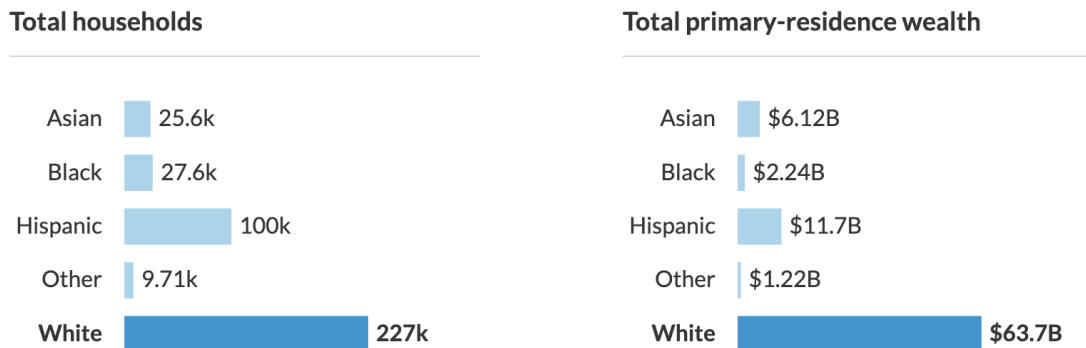 Total households
Asian 25.6k
Black 27.6k
Hispanic 100k
Other 9.71k
White 227k
Total primary-residence wealth
Asian $6.12B
Black $2.24B
Hispanic $11.7B
Other $1.22B
White $63.7B